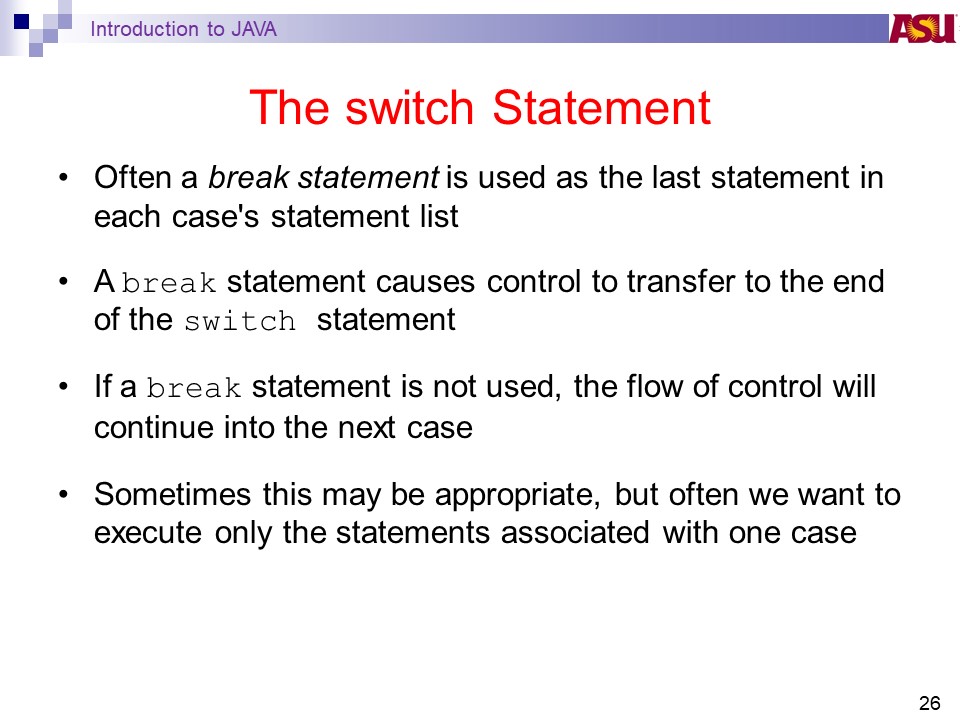 Introduction to JAVA
ASU
The switch Statement
• Often a break statement is used as the last statement in
each case's statement list
• A break statement causes control to transfer to the end
of the switch statement
• If a break statement is not used, the flow of control will
continue into the next case
• Sometimes this may be appropriate, but often we want to
execute only the statements associated with one case
26